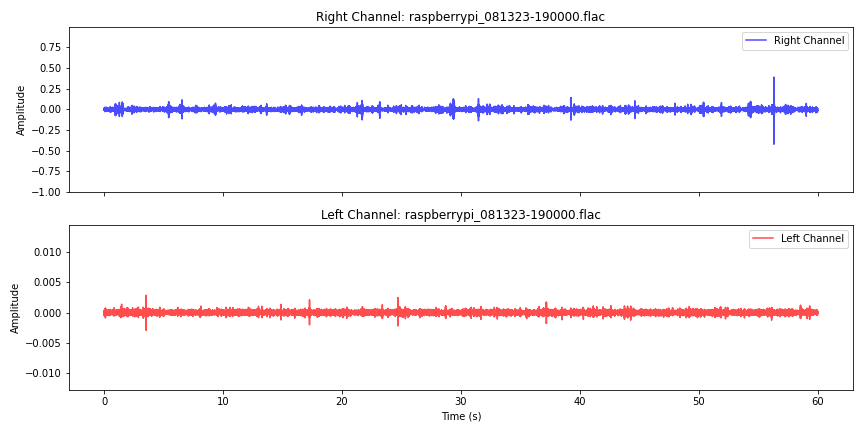 Right Channel: raspberrypi_081323-190000.flac
Right Channel
Amplitude
0.75
0.50
0.25
0.00
−0.25
−0.50
−0.75
−1.00
Left Channel: raspberrypi_081323-190000.flac
Left Channel
Amplitude
0.010
0.005
0.000
−0.005
−0.010
0 10 20 30 40 50 60
Time (s)